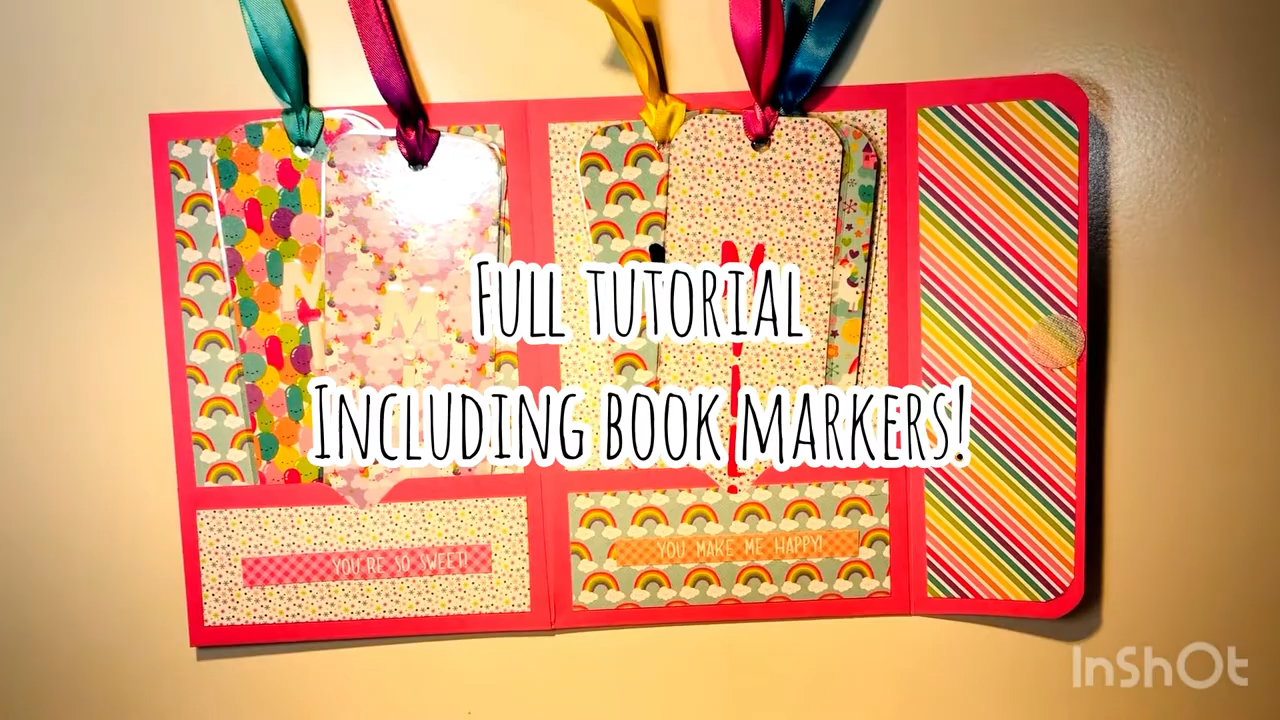 Full tutorial
Including book markers!
YOU'RE SO SWEET!
YOU MAKE ME HAPPY!
InShOt